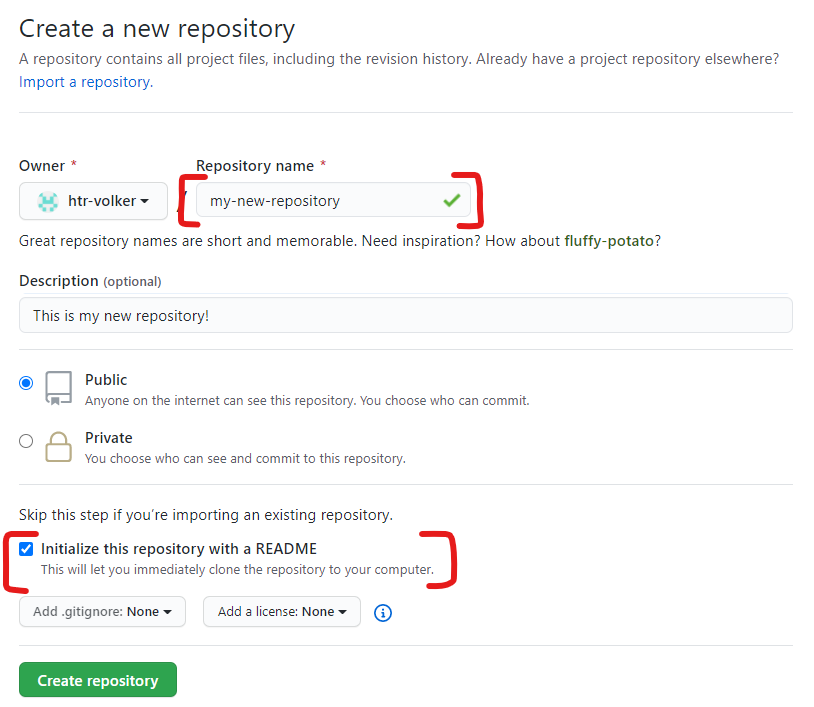 Create a new repository
A repository contains all project files, including the revision history. Already have a project repository elsewhere?
Import a repository.
Owner * Repository name *
htr-volker / my-new-repository
Great repository names are short and memorable. Need inspiration? How about fluffy-potato?
Description (optional)
This is my new repository!
Public
Anyone on the internet can see this repository. You choose who can commit.
Private
You choose who can see and commit to this repository.
Skip this step if you’re importing an existing repository.
Initialize this repository with a README
This will let you immediately clone the repository to your computer.
Add .gitignore: None Add a license: None
Create repository